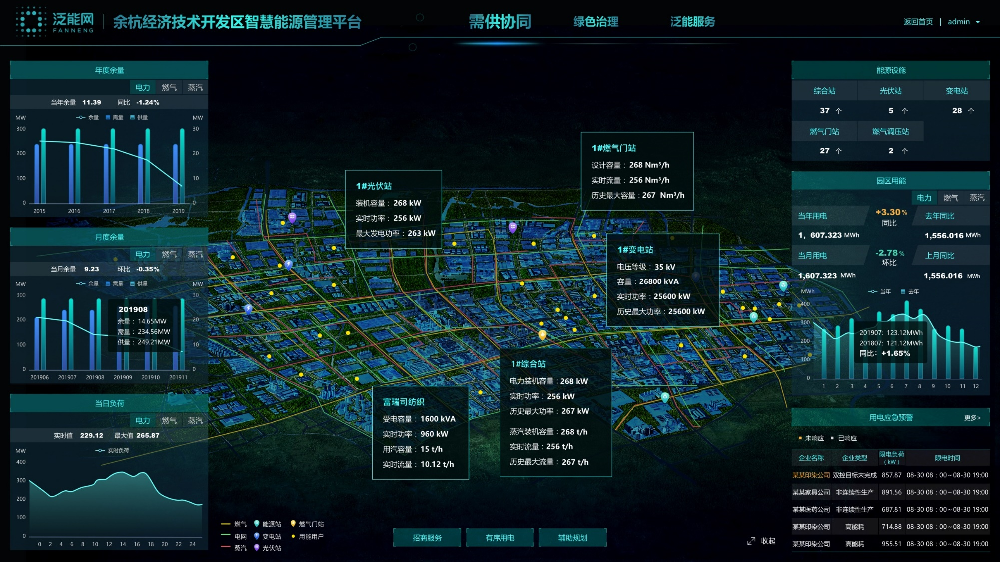 泛能网
FANNENG
余杭经济技术开发区智慧能源管理平台
需供协同
绿色治理
泛能服务
返回首页 | admin
年度余量
电力 燃气 蒸汽
当年余量 11.39 同比 -1.24%
MW 余量 需量 供量 MW
300 30
200 20
100 10
0 0
2015 2016 2017 2018 2019
月度余量
电力 燃气 蒸汽
当月余量 9.23 环比 -0.35%
MW 余量 需量 供量 MW
300 30
200 20
100 10
0 0
201908
余量： 14.65MW
需量： 234.56MW
供量： 249.21MW
201906 201907 201908 201909 201910 201911
当日负荷
电力 燃气 蒸汽
实时值 229.12 最大值 265.87
MW 实时负荷
400
300
200
100
0
0 2 4 6 8 10 12 14 16 18 20 22 24
1#光伏站
装机容量：268 kW
实时功率：256 kW
最大发电功率：263 kW
1#燃气门站
设计容量：268 Nm³/h
实时流量：256 Nm³/h
历史最大容量：267 Nm³/h
1#变电站
电压等级：35 kV
容量：26800 kVA
实时功率：25600 kW
历史最大功率：25600 kW
富瑞司纺织
受电容量：1600 kVA
实时功率：960 kW
用汽容量：15 t/h
实时流量：10.12 t/h
1#综合站
电力装机容量：268 kW
实时功率：256 kW
历史最大功率：267 kW
蒸汽装机容量：268 t/h
实时流量：256 t/h
历史最大流量：267 t/h
燃气 能源站 燃气门站
电网 变电站 用能用户
蒸汽 光伏站
招商服务 有序用电 辅助规划
收起
能源设施
综合站 光伏站 变电站
37 个 5 个 28 个
燃气门站 燃气调压站
27 个 2 个
园区用能
电力 燃气 蒸汽
当年用电 +3.30% 同比 去年同比
1，607.323 MWh 1,556.016 MWh
当月用电 -2.78% 环比 上月同比
1,607.323 MWh 1,556.016 MWh
MWh 当年 去年
400
300
200
100
0
201907: 123.12MWh
201807: 121.12MWh
同比：+1.65%
1 2 3 4 5 6 7 8 9 10 11 12
用电应急预警 更多>
未响应 已响应
企业名称 企业类型 限电负荷（kW） 限电时间
某某印染公司 双控目标未完成 857.87 08-30 08：00～08-30 19:00
某某家具公司 非连续性生产 891.56 08-30 08：00～08-30 19:00
某某医药公司 非连续性生产 687.81 08-30 08：00～08-30 19:00
某某印染公司 高能耗 714.88 08-30 08：00～08-30 19:00
某某印染公司 高能耗 955.51 08-30 08：00～08-30 19:00